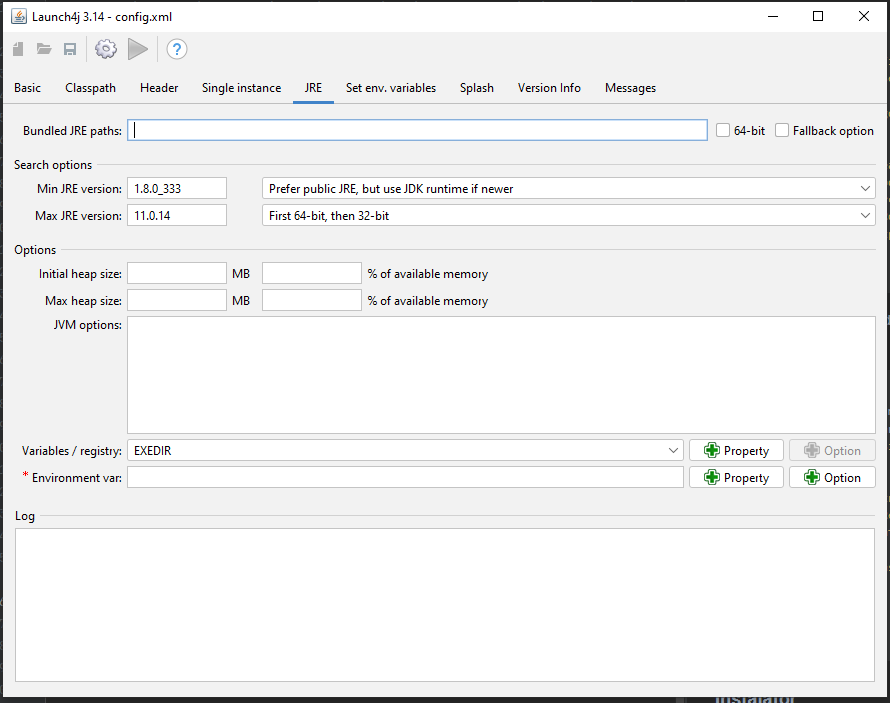 Launch4j 3.14 - config.xml
Basic Classpath Header Single instance JRE Set env. variables Splash Version Info Messages
Bundled JRE paths: 64-bit Fallback option
Search options
Min JRE version: 1.8.0_333 Prefer public JRE, but use JDK runtime if newer
Max JRE version: 11.0.14 First 64-bit, then 32-bit
Options
Initial heap size: MB % of available memory
Max heap size: MB % of available memory
JVM options:
Variables / registry: EXEDIR Property Option
* Environment var: Property Option
Log